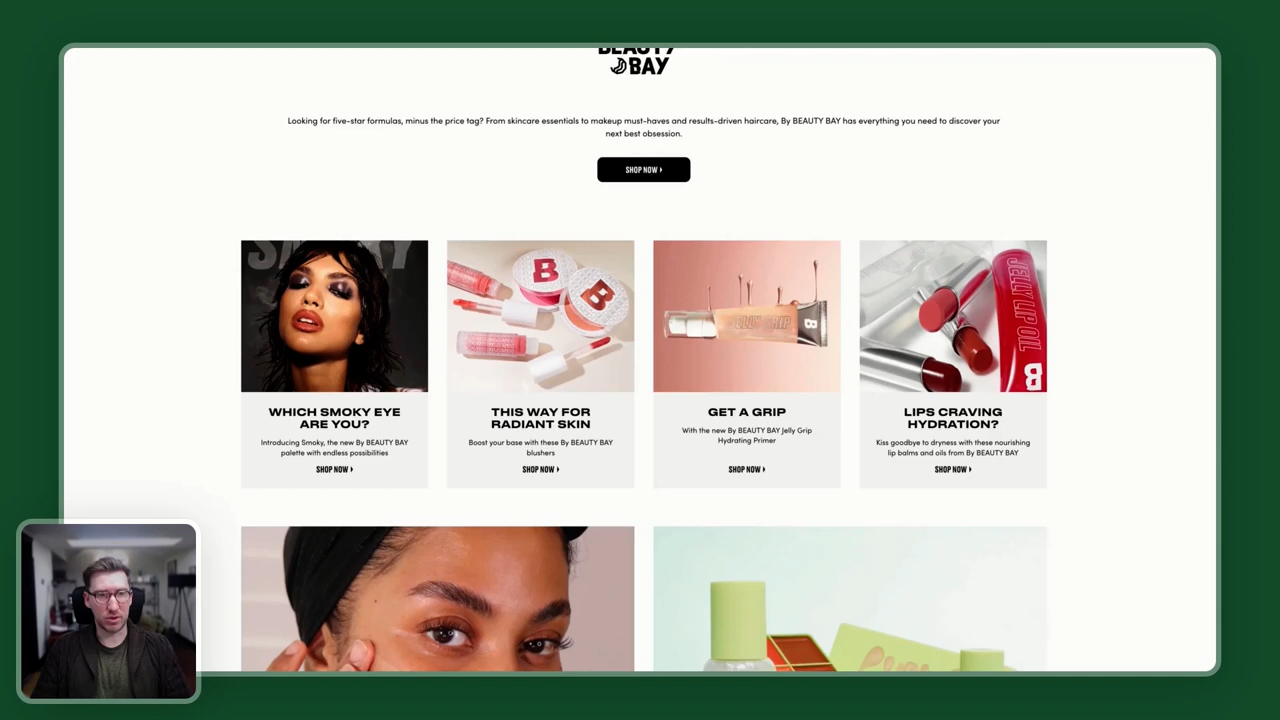 BEAUTY
BAY
Looking for five-star formulas, minus the price tag? From skincare essentials to makeup must-haves and results-driven haircare, By BEAUTY BAY has everything you need to discover your
next best obsession.
SHOP NOW
SMOKY
B
B
JELLY GRIP
B
JELLY LIP OIL
B
WHICH SMOKY EYE
ARE YOU?
Introducing Smoky, the new By BEAUTY BAY
palette with endless possibilities
SHOP NOW
THIS WAY FOR
RADIANT SKIN
Boost your base with these By BEAUTY BAY
blushers
SHOP NOW
GET A GRIP
With the new By BEAUTY BAY Jelly Grip
Hydrating Primer
SHOP NOW
LIPS CRAVING
HYDRATION?
Kiss goodbye to dryness with these nourishing
lip balms and oils from By BEAUTY BAY
SHOP NOW